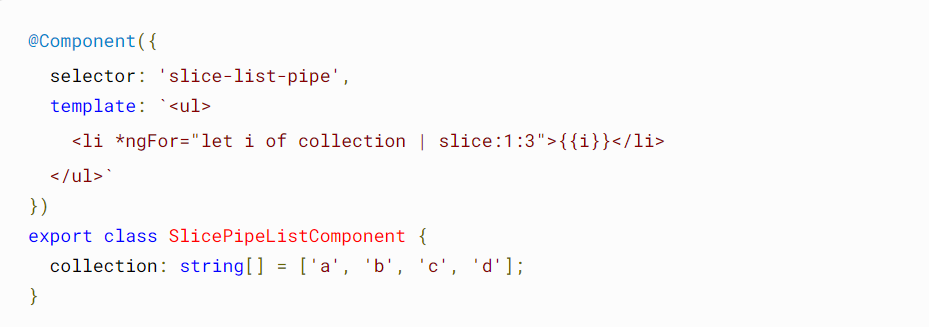 @Component({
  selector: 'slice-list-pipe',
  template: `<ul>
    <li *ngFor="let i of collection | slice:1:3">{{i}}</li>
  </ul>`
})
export class SlicePipeListComponent {
  collection: string[] = ['a', 'b', 'c', 'd'];
}